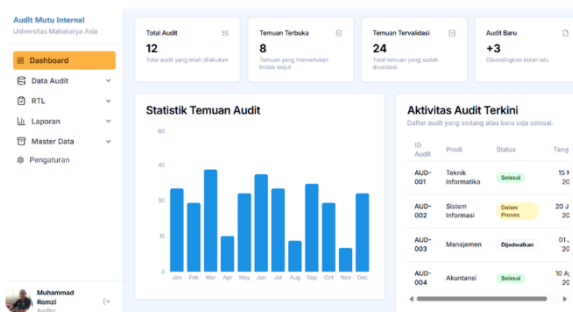 Audit Mutu Internal
Universitas Mahakarya Asia
Dashboard
Data Audit
RTL
Laporan
Master Data
Pengaturan
Muhammad
Romzi
Auditor
Total Audit
12
Total audit yang telah dilakukan
Temuan Terbuka
8
Temuan yang memerlukan
tindak lanjut
Temuan Tervalidasi
24
Total temuan yang sudah
divalidasi
Audit Baru
+3
Dibandingkan bulan lalu
Statistik Temuan Audit
60
45
30
15
0
Jan Feb Mar Apr May Jun Jul Aug Sep Oct Nov Dec
Aktivitas Audit Terkini
Daftar audit yang sedang atau baru saja selesai.
ID
Audit
Prodi
Status
Tang
AUD-
001
Teknik
Informatika
Selesai
15
20
AUD-
002
Sistem
Informasi
Dalam
Proses
20 J
20
AUD-
003
Manajemen
Dijadwalkan
01
20
AUD-
004
Akuntansi
Selesai
10 A
20